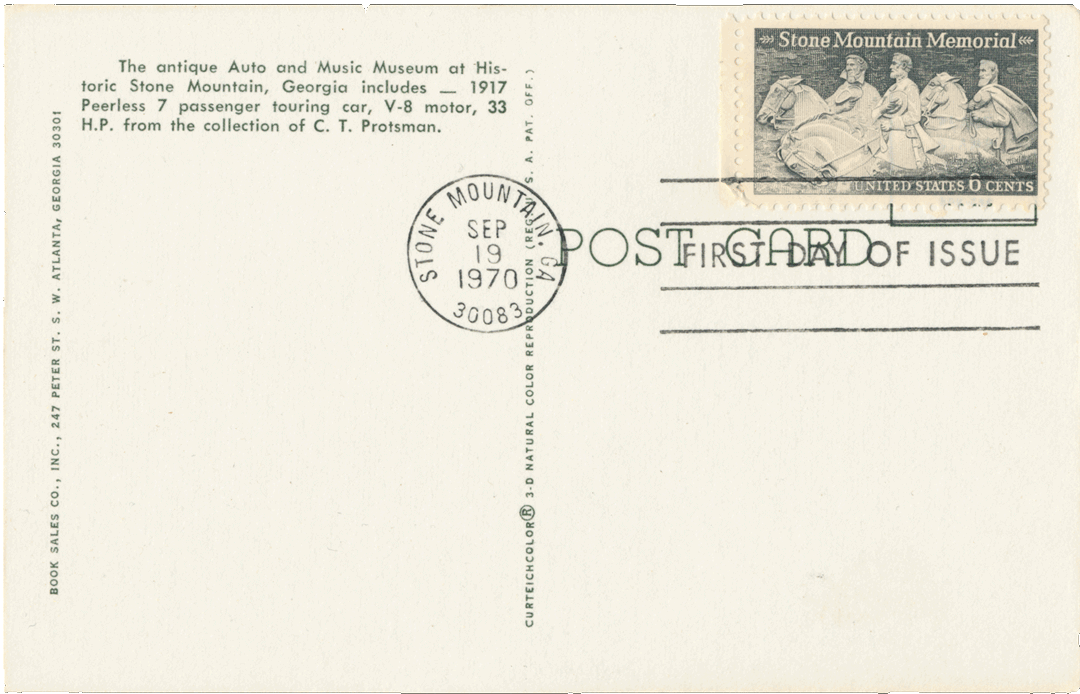 The antique Auto and Music Museum at His-
toric Stone Mountain, Georgia includes — 1917
Peerless 7 passenger touring car, V-8 motor, 33
H.P. from the collection of C. T. Protsman.
BOOK SALES CO., INC., 247 PETER ST. S. W. ATLANTA, GEORGIA 30301
CURTEICHCOLOR® 3-D NATURAL COLOR REPRODUCTION (REG. U. S. A. PAT. OFF.)
STONE MOUNTAIN, GA
SEP
19
1970
30083
POST CARD
FIRST DAY OF ISSUE
Stone Mountain Memorial
UNITED STATES 6 CENTS